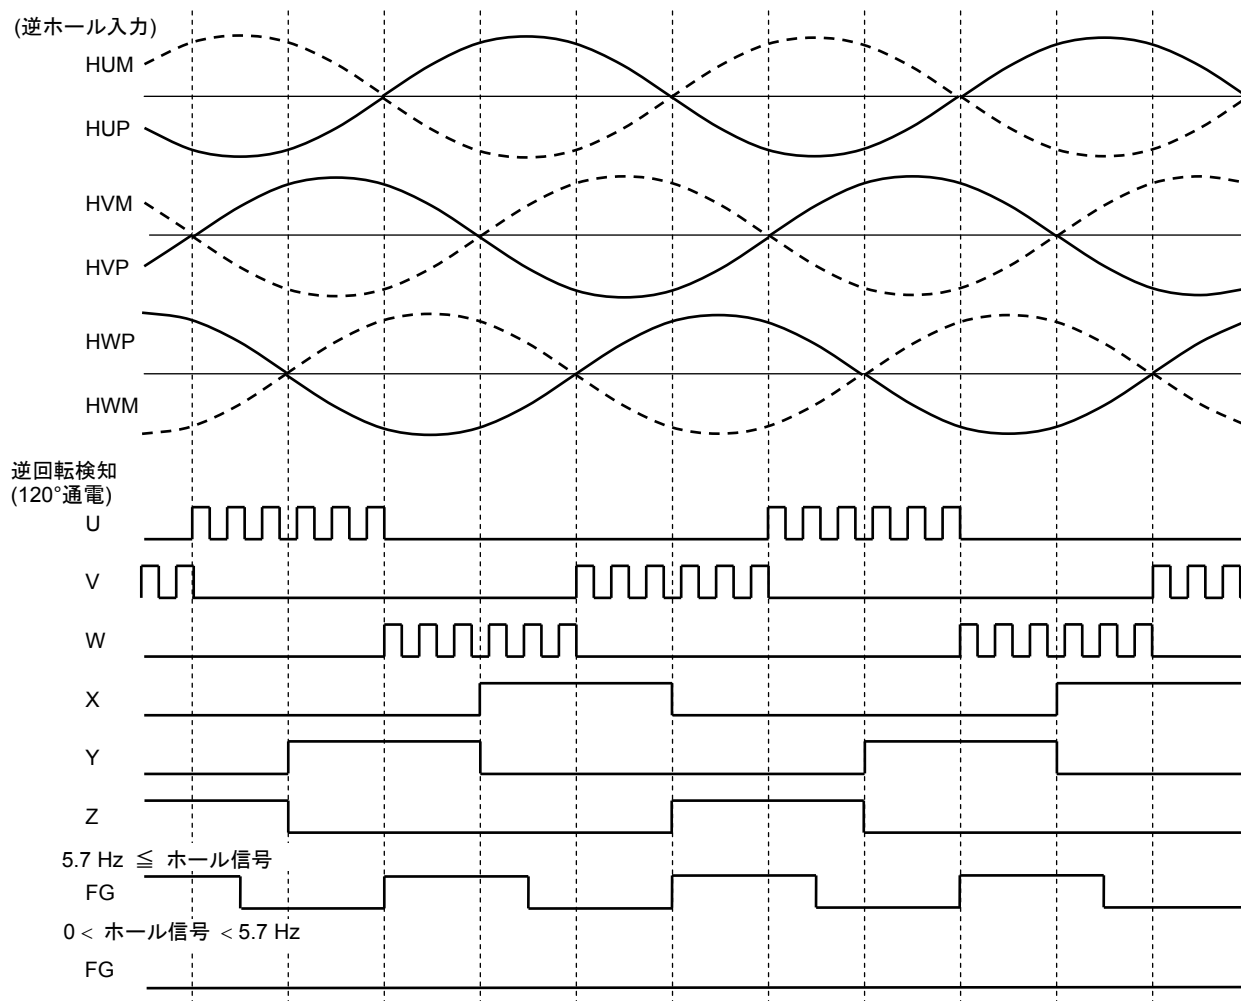 (逆ホール入力)
HUM
HUP
HVM
HVP
HWP
HWM
逆回転検知
(120°通電)
U
V
W
X
Y
Z
5.7 Hz ≦ ホール信号
FG
0 < ホール信号 < 5.7 Hz
FG